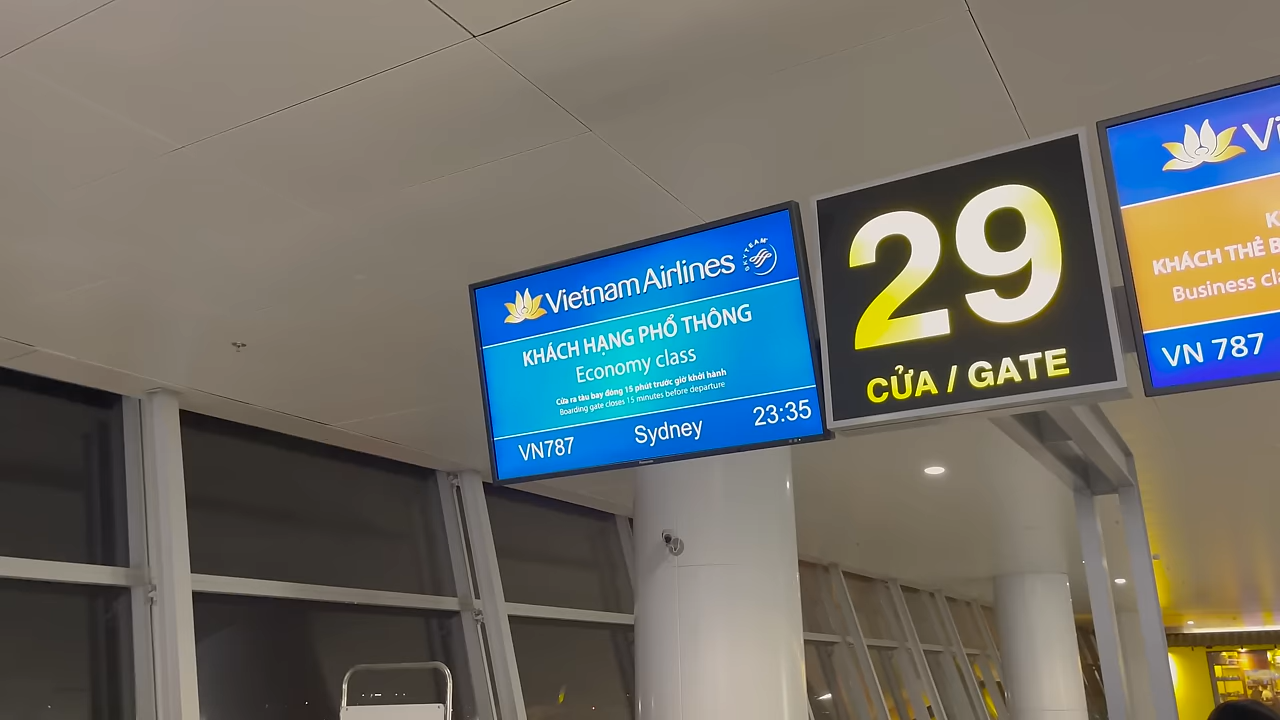 Vietnam Airlines
SKYTEAM
KHÁCH HẠNG PHỔ THÔNG
Economy class
Cửa ra tàu bay đóng 15 phút trước giờ khởi hành
Boarding gate closes 15 minutes before departure
VN787 Sydney 23:35
29
CỬA / GATE
KHÁCH THẺ
Business
VN 787